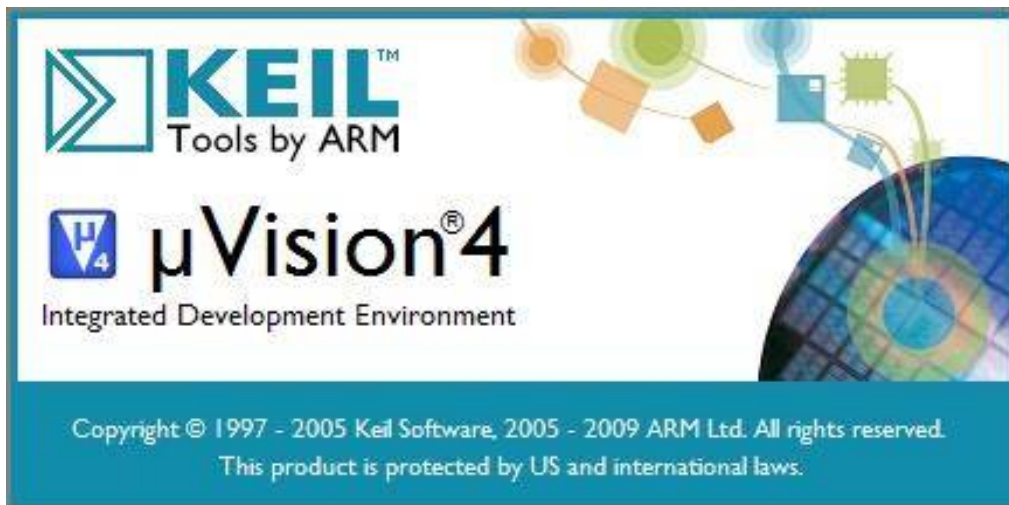 KEIL™
Tools by ARM
µ
4
µVision®4
Integrated Development Environment
Copyright © 1997 - 2005 Keil Software, 2005 - 2009 ARM Ltd. All rights reserved.
This product is protected by US and international laws.